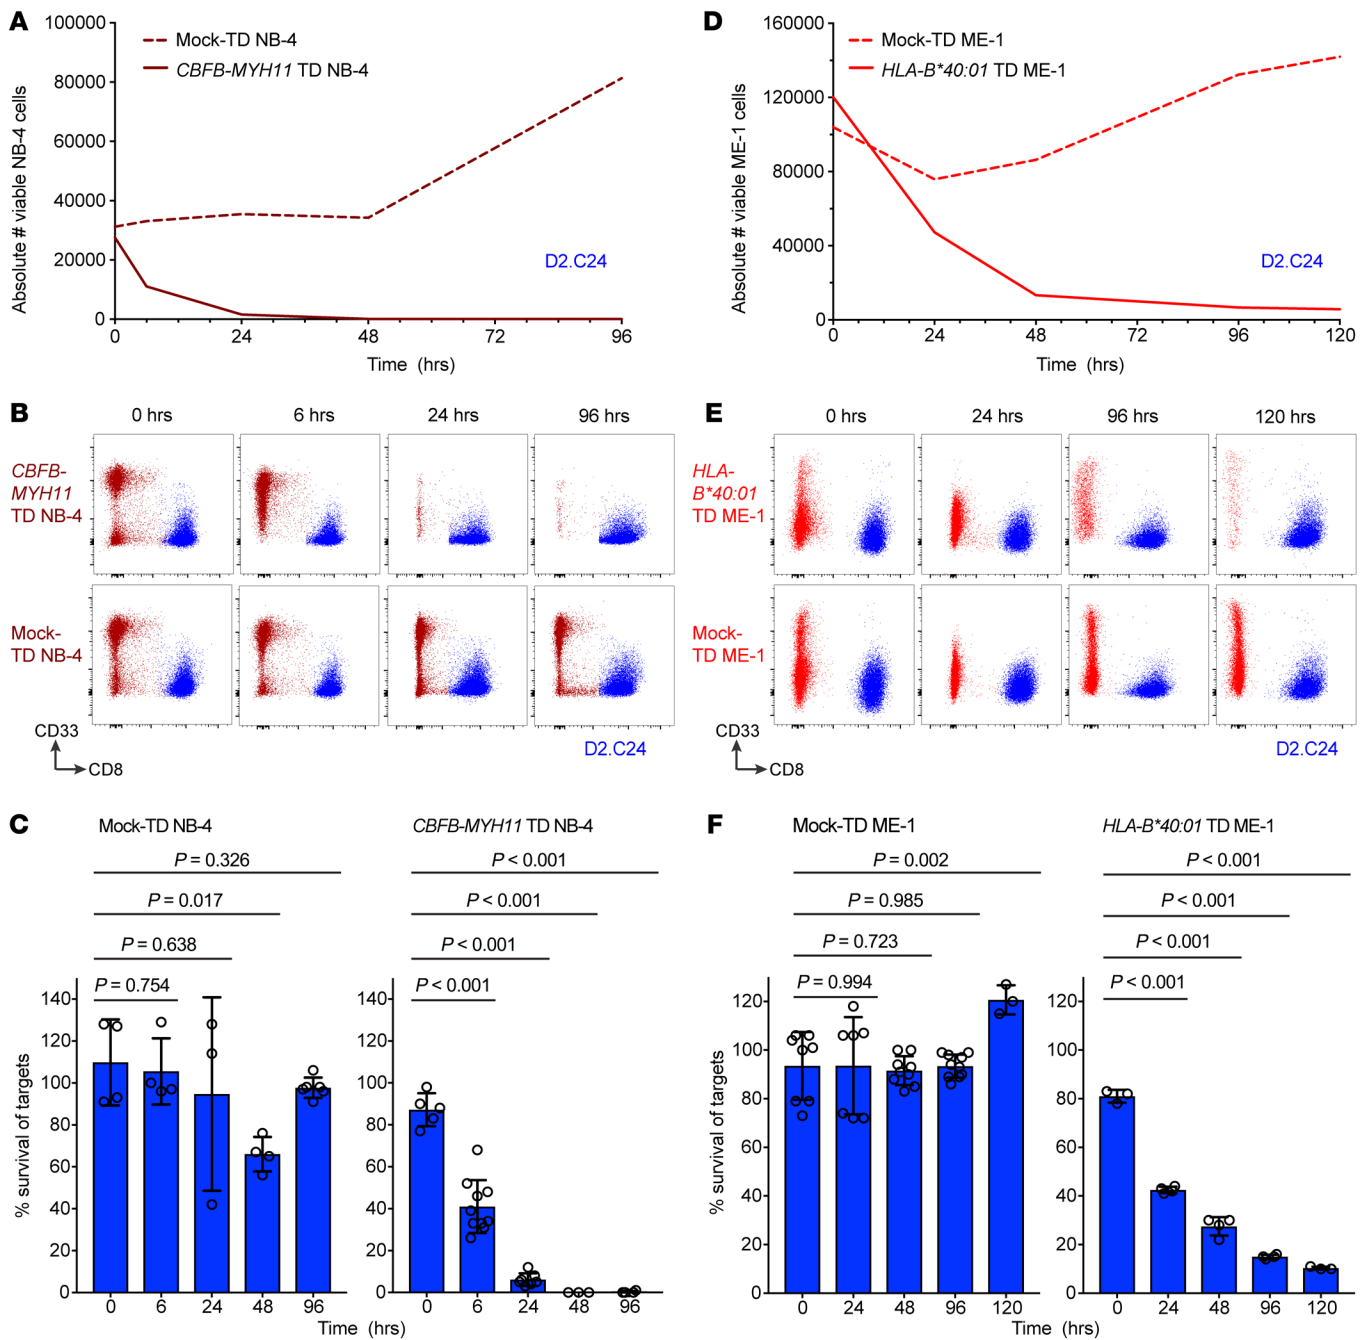 A
Absolute # viable NB-4 cells
100000
80000
60000
40000
20000
0
Mock-TD NB-4
CBFB-MYH11 TD NB-4
D2.C24
0 24 48 72 96
Time (hrs)
D
Absolute # viable ME-1 cells
160000
120000
80000
40000
0
Mock-TD ME-1
HLA-B*40:01 TD ME-1
D2.C24
0 24 48 72 96 120
Time (hrs)
B
0 hrs 6 hrs 24 hrs 96 hrs
CBFB-
MYH11
TD NB-4
Mock-
TD NB-4
CD33
CD8
D2.C24
E
0 hrs 24 hrs 96 hrs 120 hrs
HLA-
B*40:01
TD ME-1
Mock-
TD ME-1
CD33
CD8
D2.C24
C
Mock-TD NB-4
P = 0.326
P = 0.017
P = 0.638
P = 0.754
% survival of targets
140
120
100
80
60
40
20
0
0 6 24 48 96
CBFB-MYH11 TD NB-4
P < 0.001
P < 0.001
P < 0.001
P < 0.001
140
120
100
80
60
40
20
0
0 6 24 48 96
Time (hrs)
F
Mock-TD ME-1
P = 0.002
P = 0.985
P = 0.723
P = 0.994
% survival of targets
120
100
80
60
40
20
0
0 24 48 96 120
HLA-B*40:01 TD ME-1
P < 0.001
P < 0.001
P < 0.001
P < 0.001
120
100
80
60
40
20
0
0 24 48 96 120
Time (hrs)